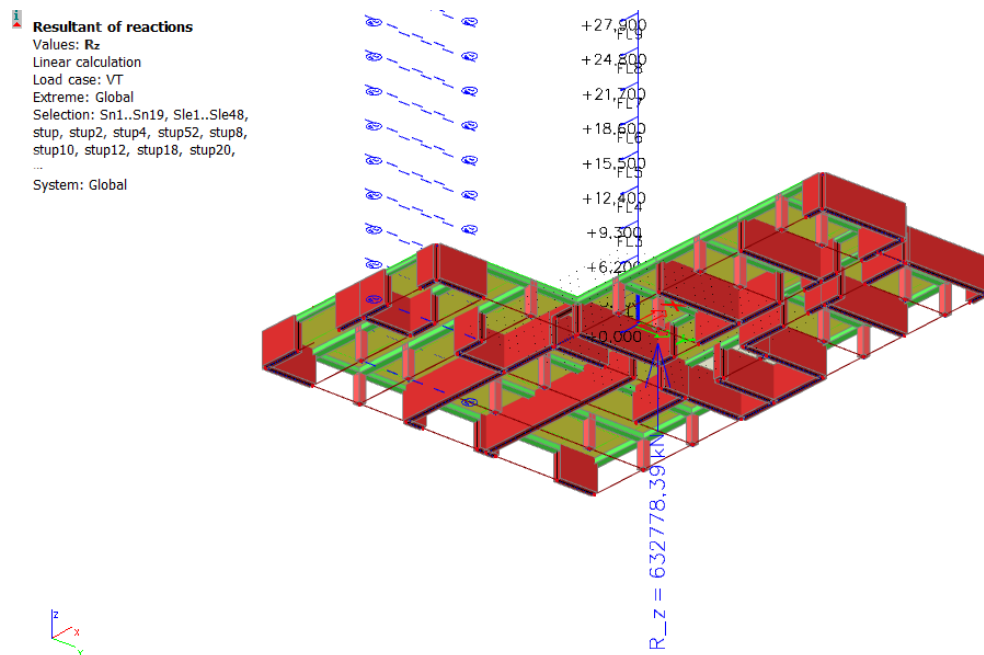 Resultant of reactions
Values: Rz
Linear calculation
Load case: VT
Extreme: Global
Selection: Sn1..Sn19, Sle1..Sle48,
stup, stup2, stup4, stup52, stup8,
stup10, stup12, stup18, stup20,
...
System: Global
+27,900
FL9
+24,800
FL8
+21,700
FL7
+18,600
FL6
+15,500
FL5
+12,400
FL4
+9,300
FL3
+6,200
+0,000
R_z = 632778,39 kN
z
x
y